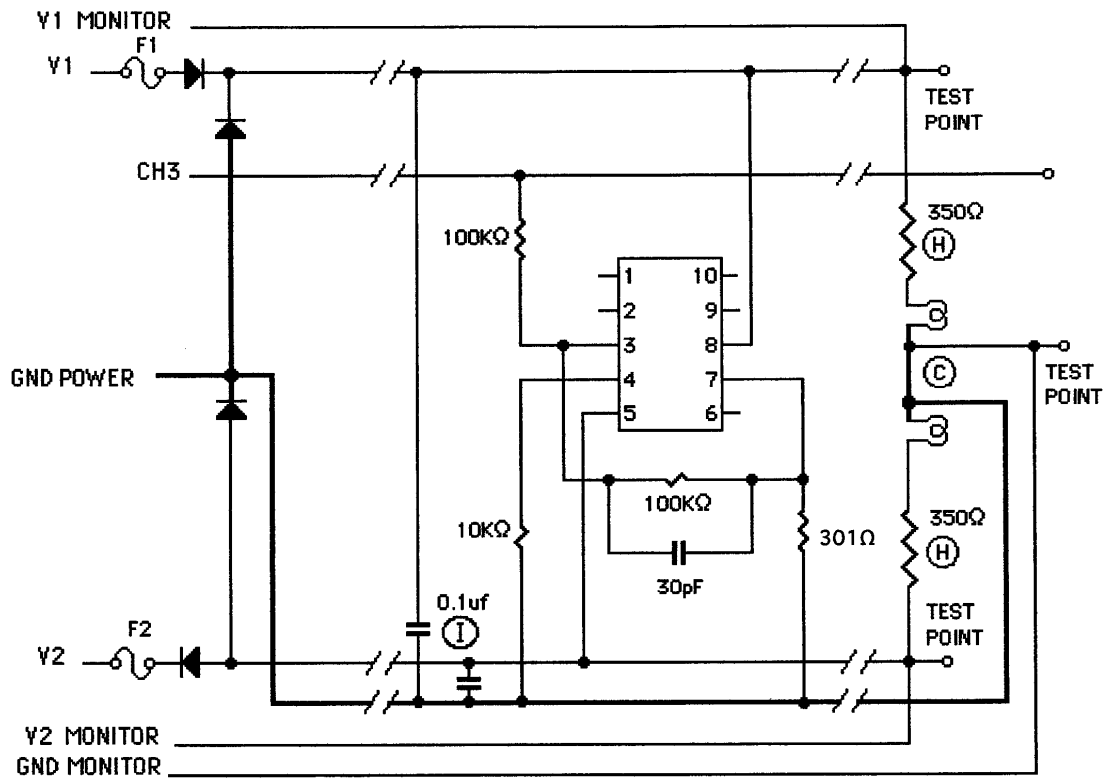 V1 MONITOR
F1
V1
TEST
POINT
CH3
100KΩ
350Ω
H
1 10
2 9
3 8
4 7
5 6
GND POWER
C
TEST
POINT
100KΩ
30pF
10KΩ
301Ω
350Ω
H
0.1uf
I
TEST
POINT
F2
V2
V2 MONITOR
GND MONITOR